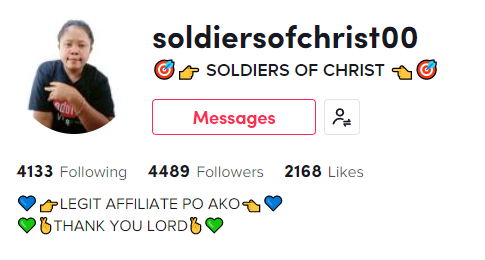 soldiersofchrist00
🎯👉 SOLDIERS OF CHRIST 👈🎯
Messages
4133 Following 4489 Followers 2168 Likes
💙👉LEGIT AFFILIATE PO AKO👈💙
💚🫰THANK YOU LORD🫰💚